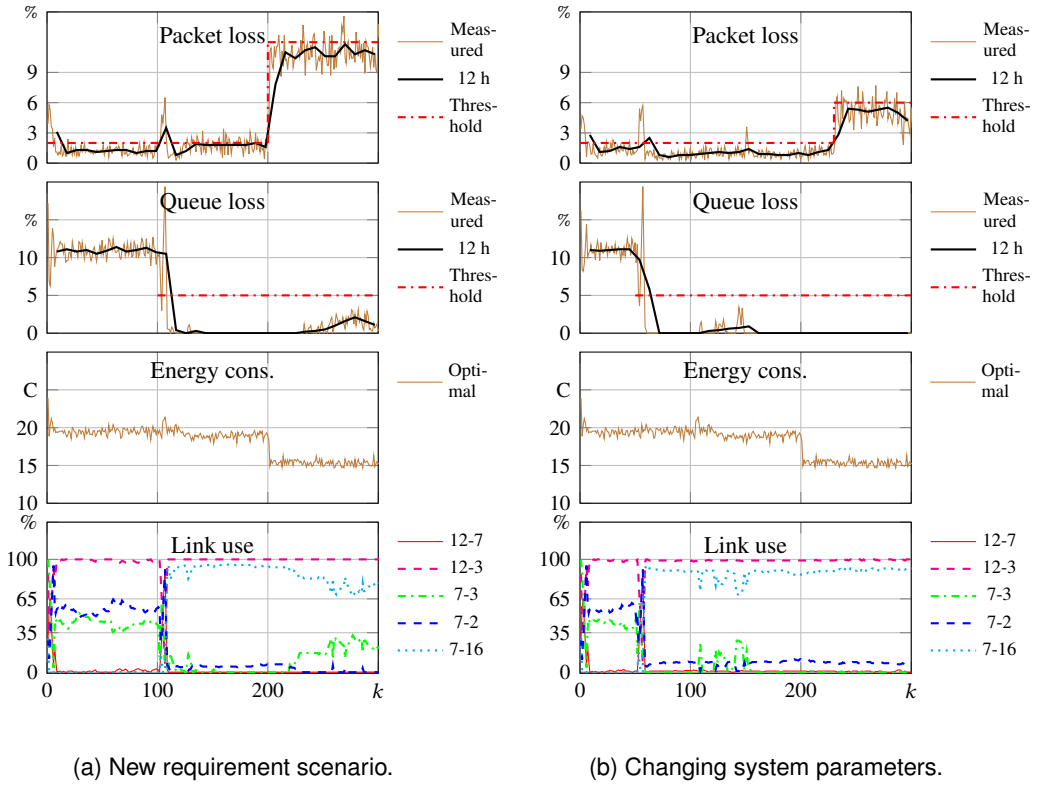 %
Packet loss
9
6
3
0
Meas-
ured
12 h
Thres-
hold
%
Queue loss
10
5
0
Meas-
ured
12 h
Thres-
hold
C
Energy cons.
20
15
10
Opti-
mal
%
Link use
100
65
35
0
0
100
200
k
12-7
12-3
7-3
7-2
7-16
(a) New requirement scenario.
%
Packet loss
9
6
3
0
Meas-
ured
12 h
Thres-
hold
%
Queue loss
10
5
0
Meas-
ured
12 h
Thres-
hold
C
Energy cons.
20
15
10
Opti-
mal
%
Link use
100
65
35
0
0
100
200
k
12-7
12-3
7-3
7-2
7-16
(b) Changing system parameters.